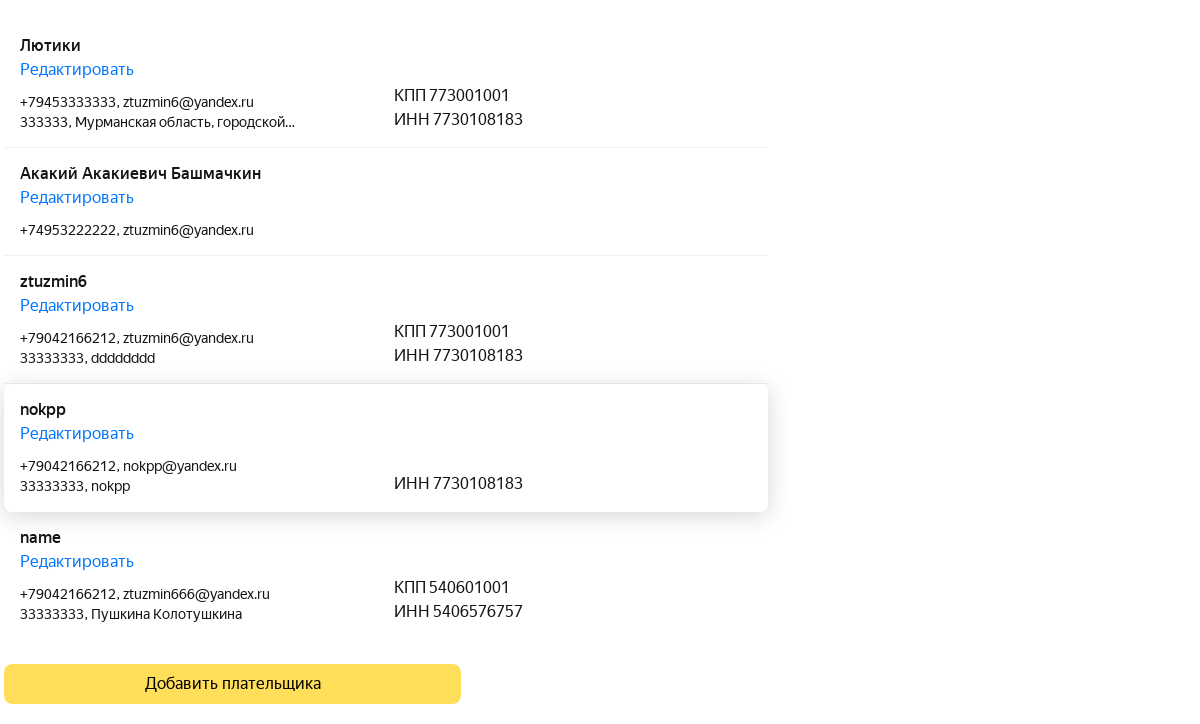 Лютики
Редактировать
+79453333333, ztuzmin6@yandex.ru
333333, Мурманская область, городской...
КПП 773001001
ИНН 7730108183
Акакий Акакиевич Башмачкин
Редактировать
+74953222222, ztuzmin6@yandex.ru
ztuzmin6
Редактировать
+79042166212, ztuzmin6@yandex.ru
33333333, dddddddd
КПП 773001001
ИНН 7730108183
nokpp
Редактировать
+79042166212, nokpp@yandex.ru
33333333, nokpp
ИНН 7730108183
name
Редактировать
+79042166212, ztuzmin666@yandex.ru
33333333, Пушкина Колотушкина
КПП 540601001
ИНН 5406576757
Добавить плательщика